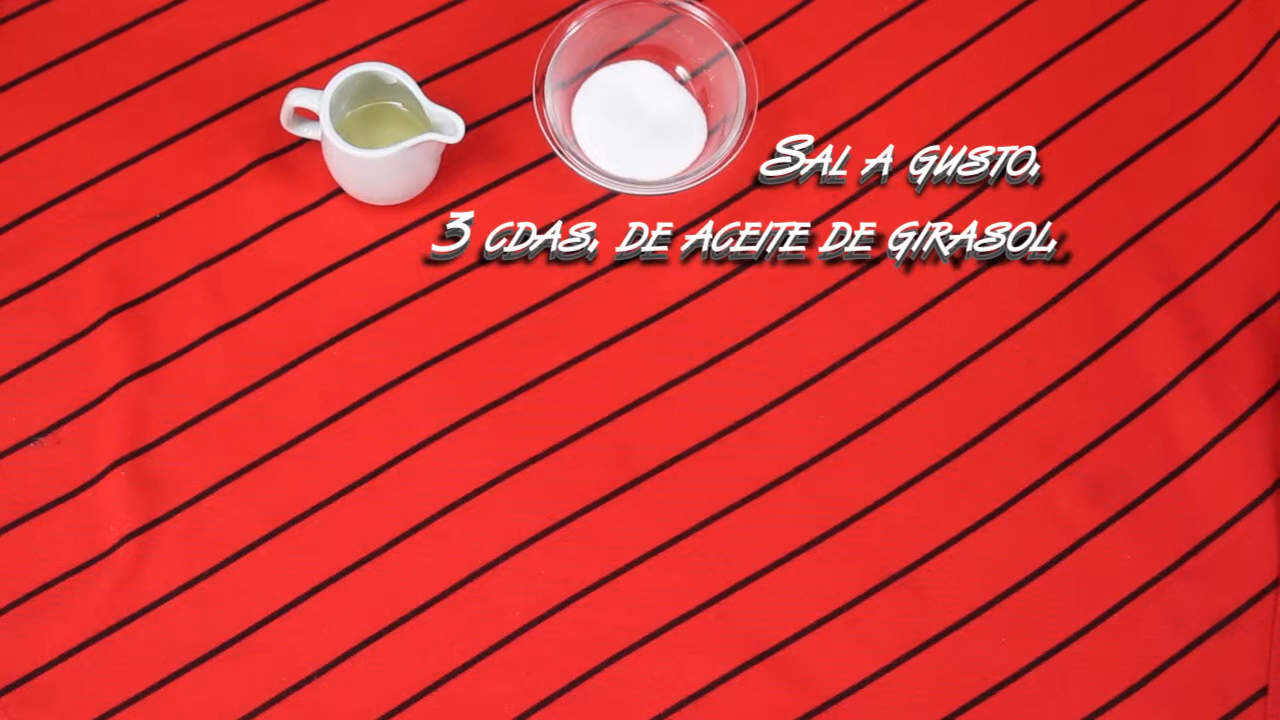 Sal a gusto.
3 cdas. de aceite de girasol.